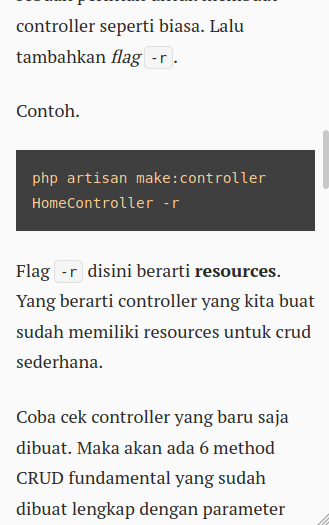 controller seperti biasa. Lalu
tambahkan flag -r.
Contoh.
php artisan make:controller
HomeController -r
Flag -r disini berarti resources.
Yang berarti controller yang kita buat
sudah memiliki resources untuk crud
sederhana.
Coba cek controller yang baru saja
dibuat. Maka akan ada 6 method
CRUD fundamental yang sudah
dibuat lengkap dengan parameter